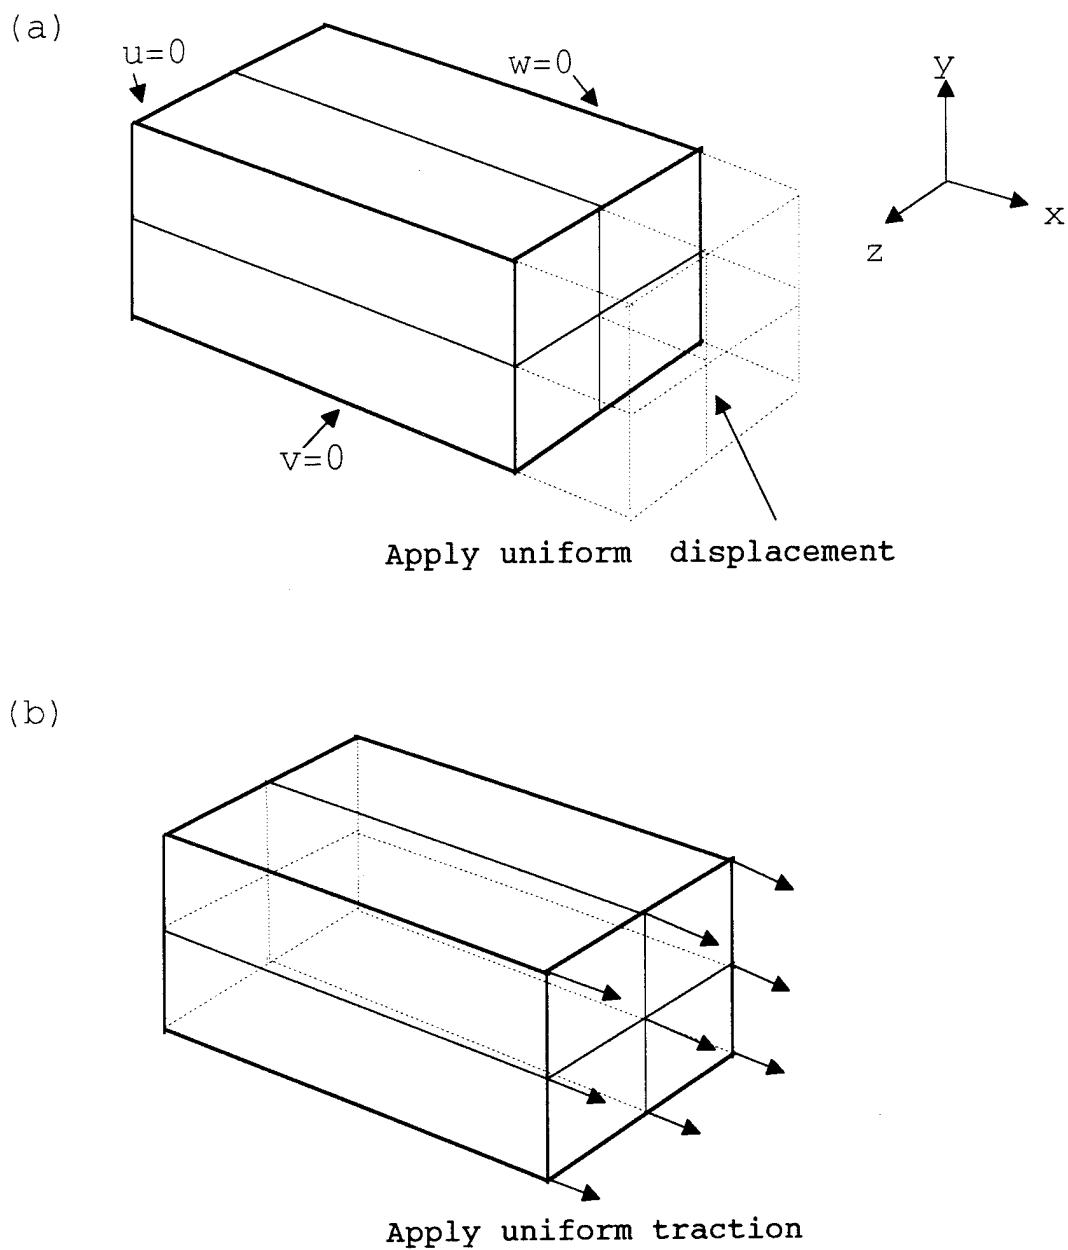 (a)
u=0
w=0
y
x
z
v=0
Apply uniform displacement
(b)
Apply uniform traction